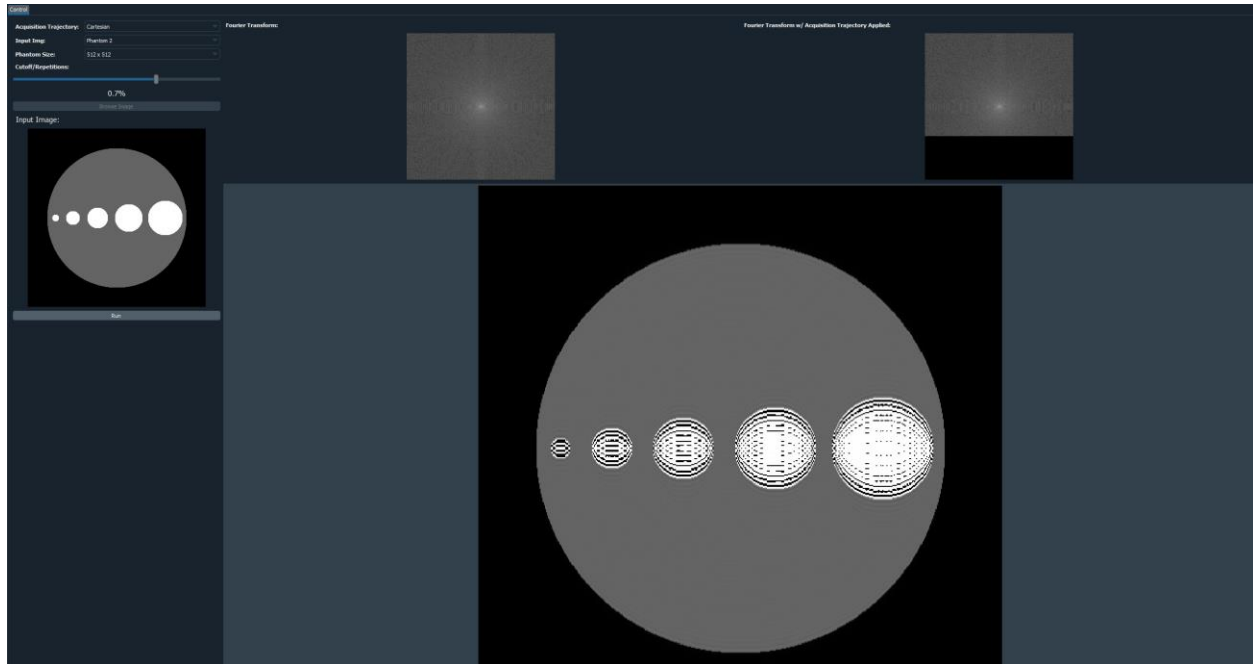 Control
Acquisition Trajectory: Cartesian
Input Img: Phantom 2
Phantom Size: 512 x 512
Cutoff/Repetitions:
0.7%
Browse Image
Input Image:
Run
Fourier Transform:
Fourier Transform w/ Acquisition Trajectory Applied: